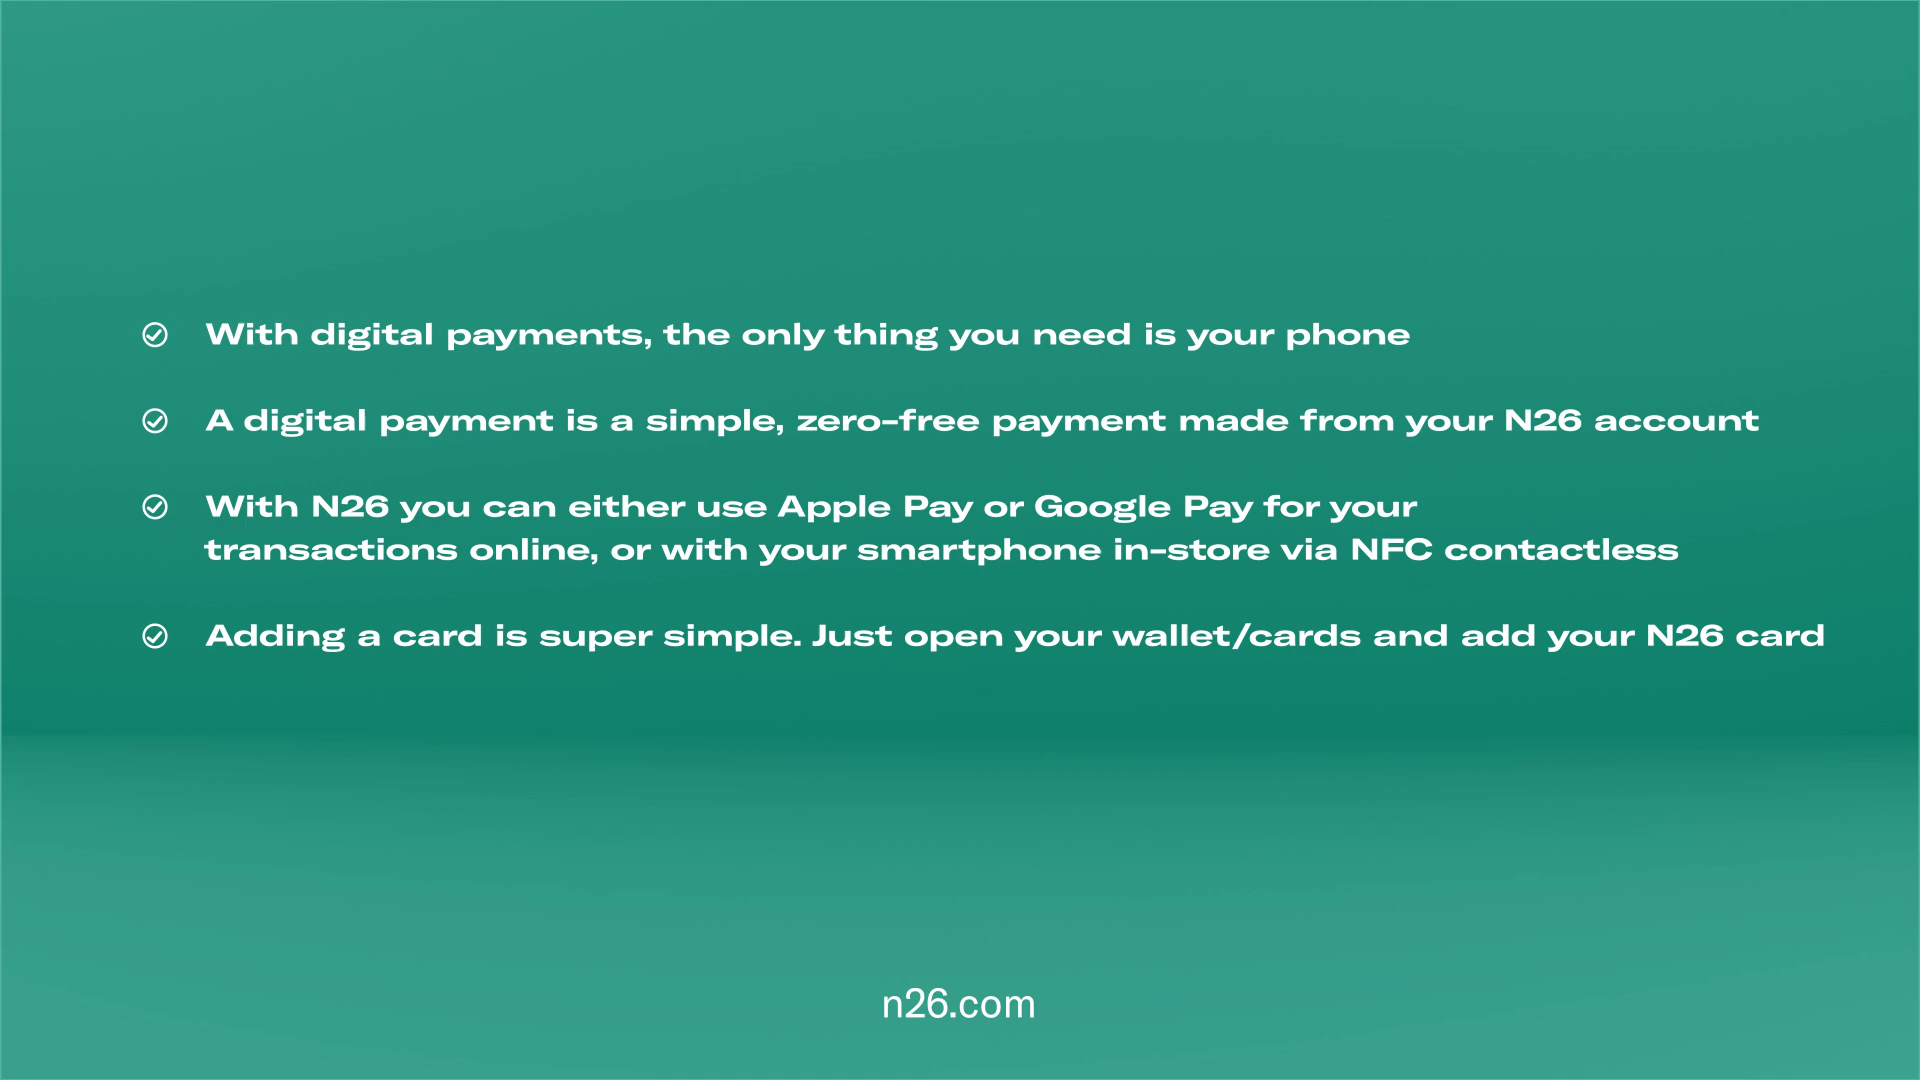 With digital payments, the only thing you need is your phone
A digital payment is a simple, zero-free payment made from your N26 account
With N26 you can either use Apple Pay or Google Pay for your
transactions online, or with your smartphone in-store via NFC contactless
Adding a card is super simple. Just open your wallet/cards and add your N26 card
n26.com